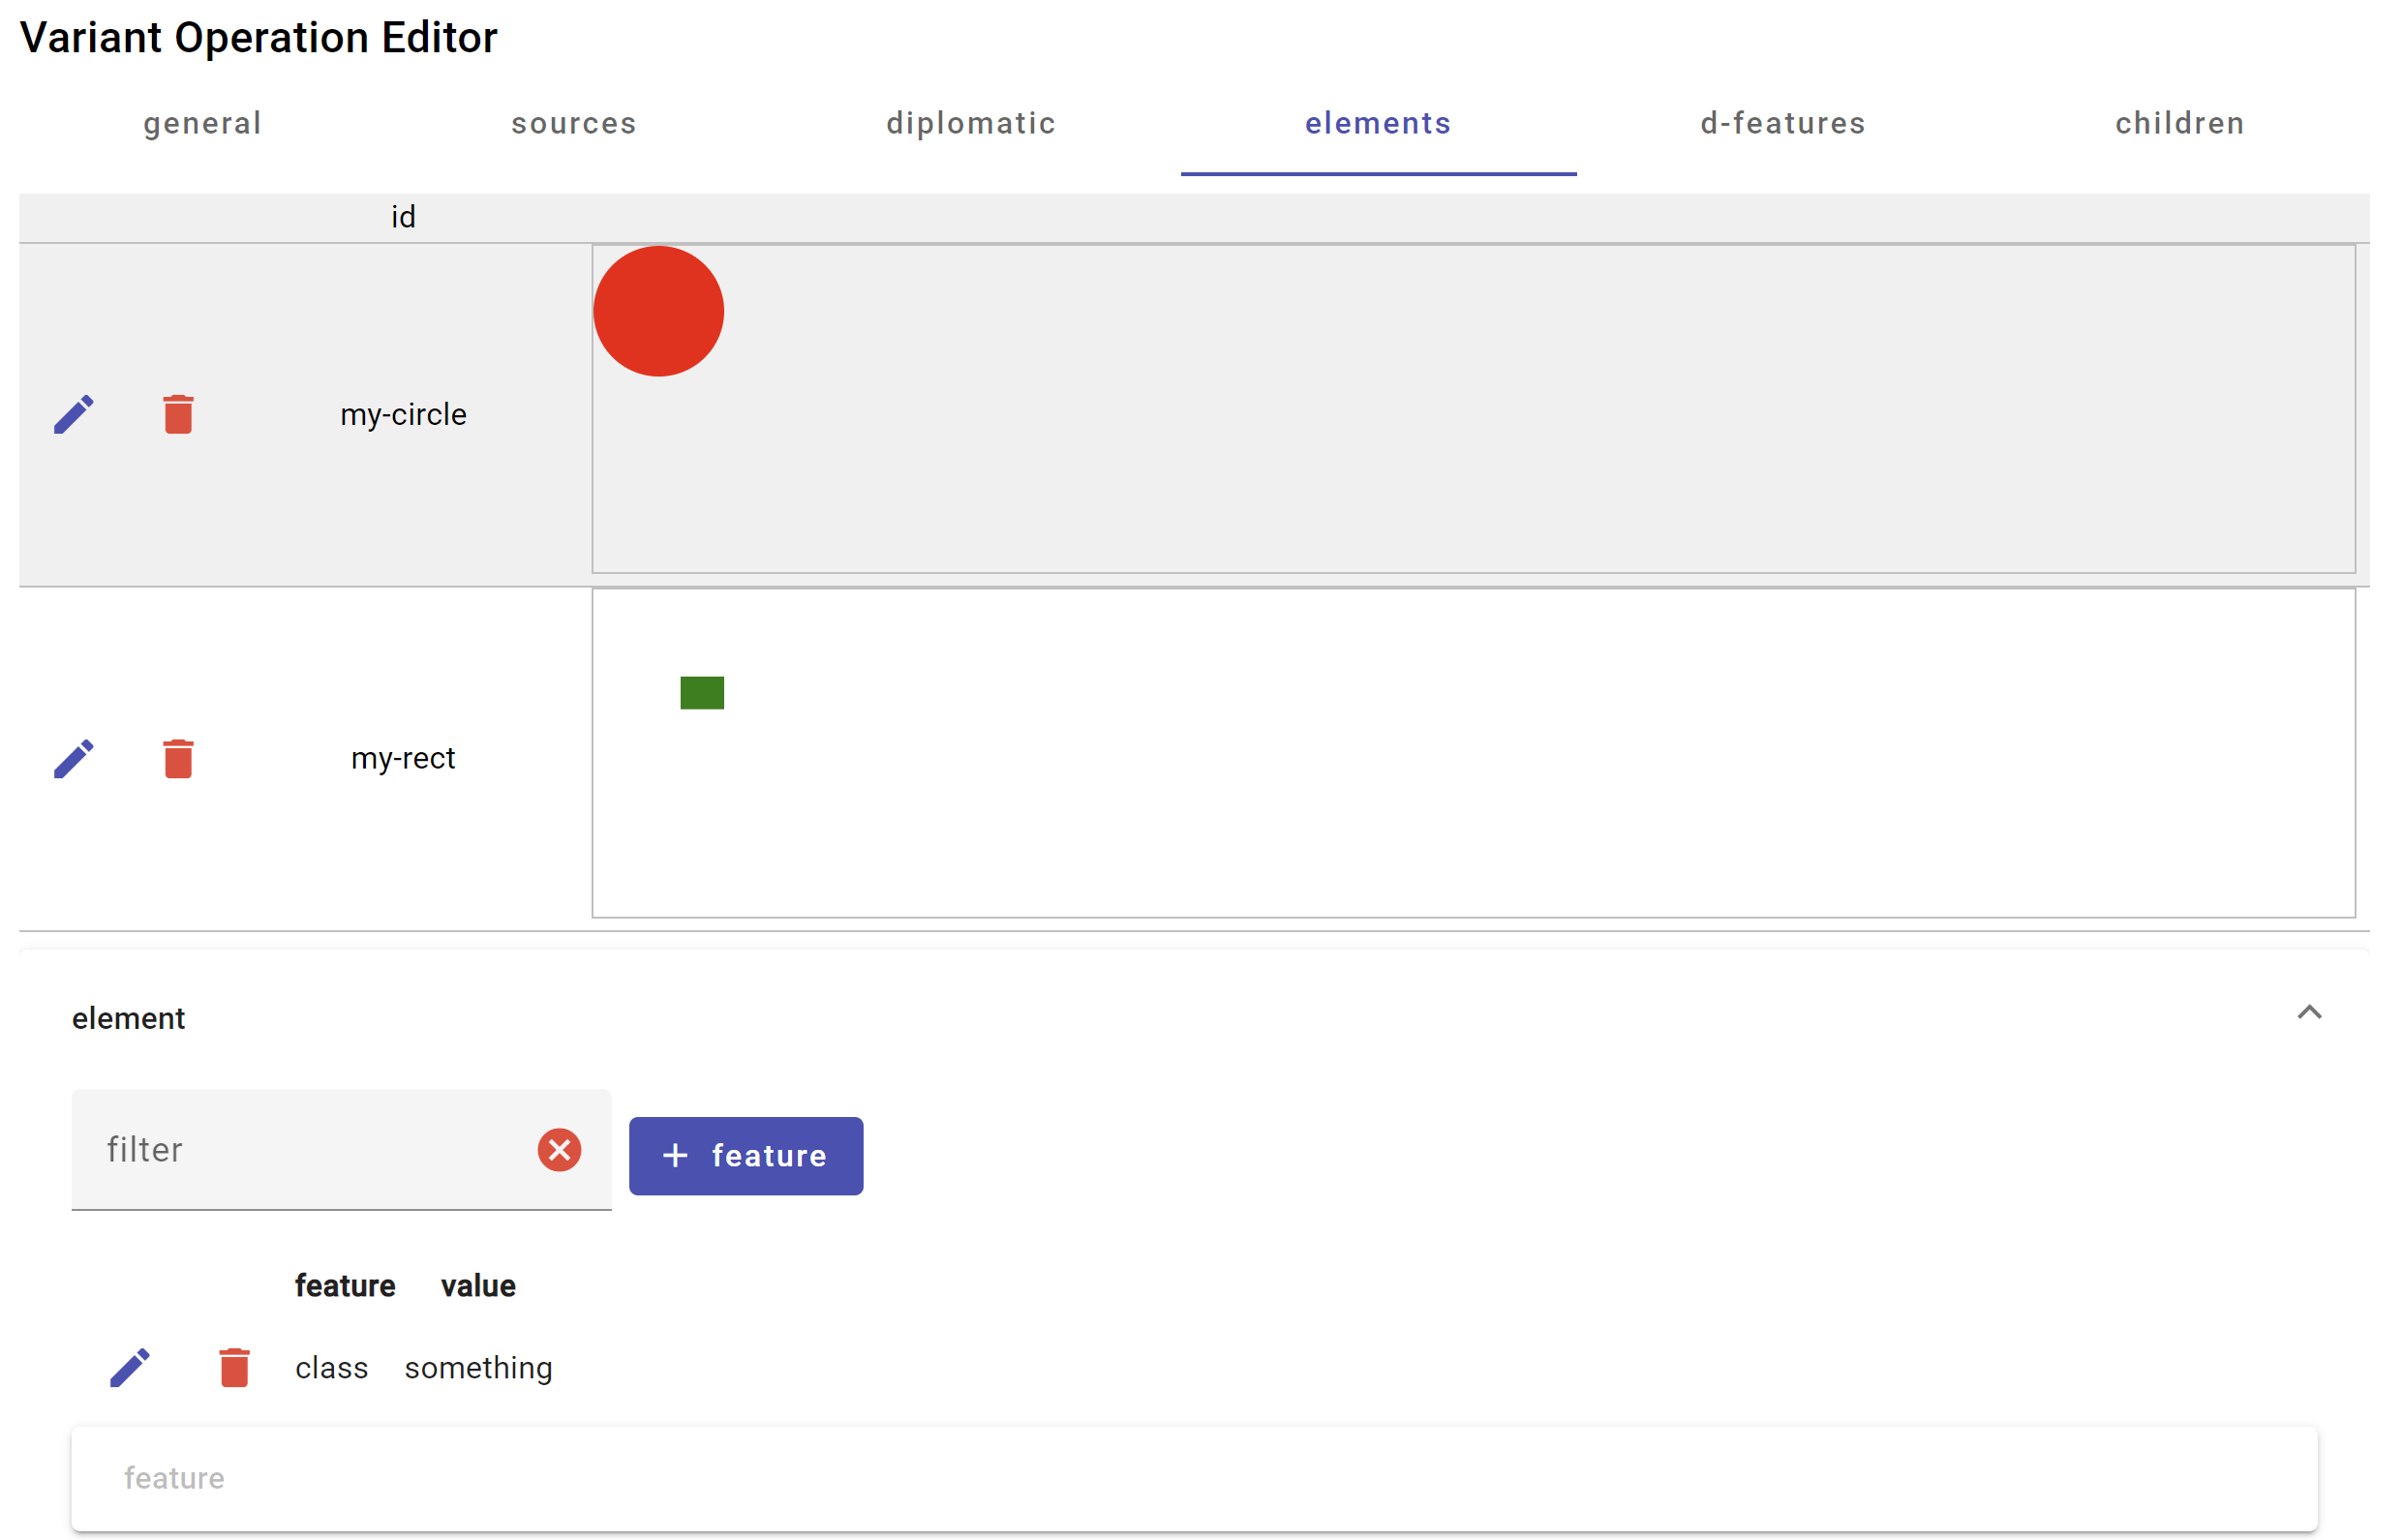 Variant Operation Editor
general sources diplomatic elements d-features children
id
my-circle
my-rect
element
filter + feature
feature value
class something
feature